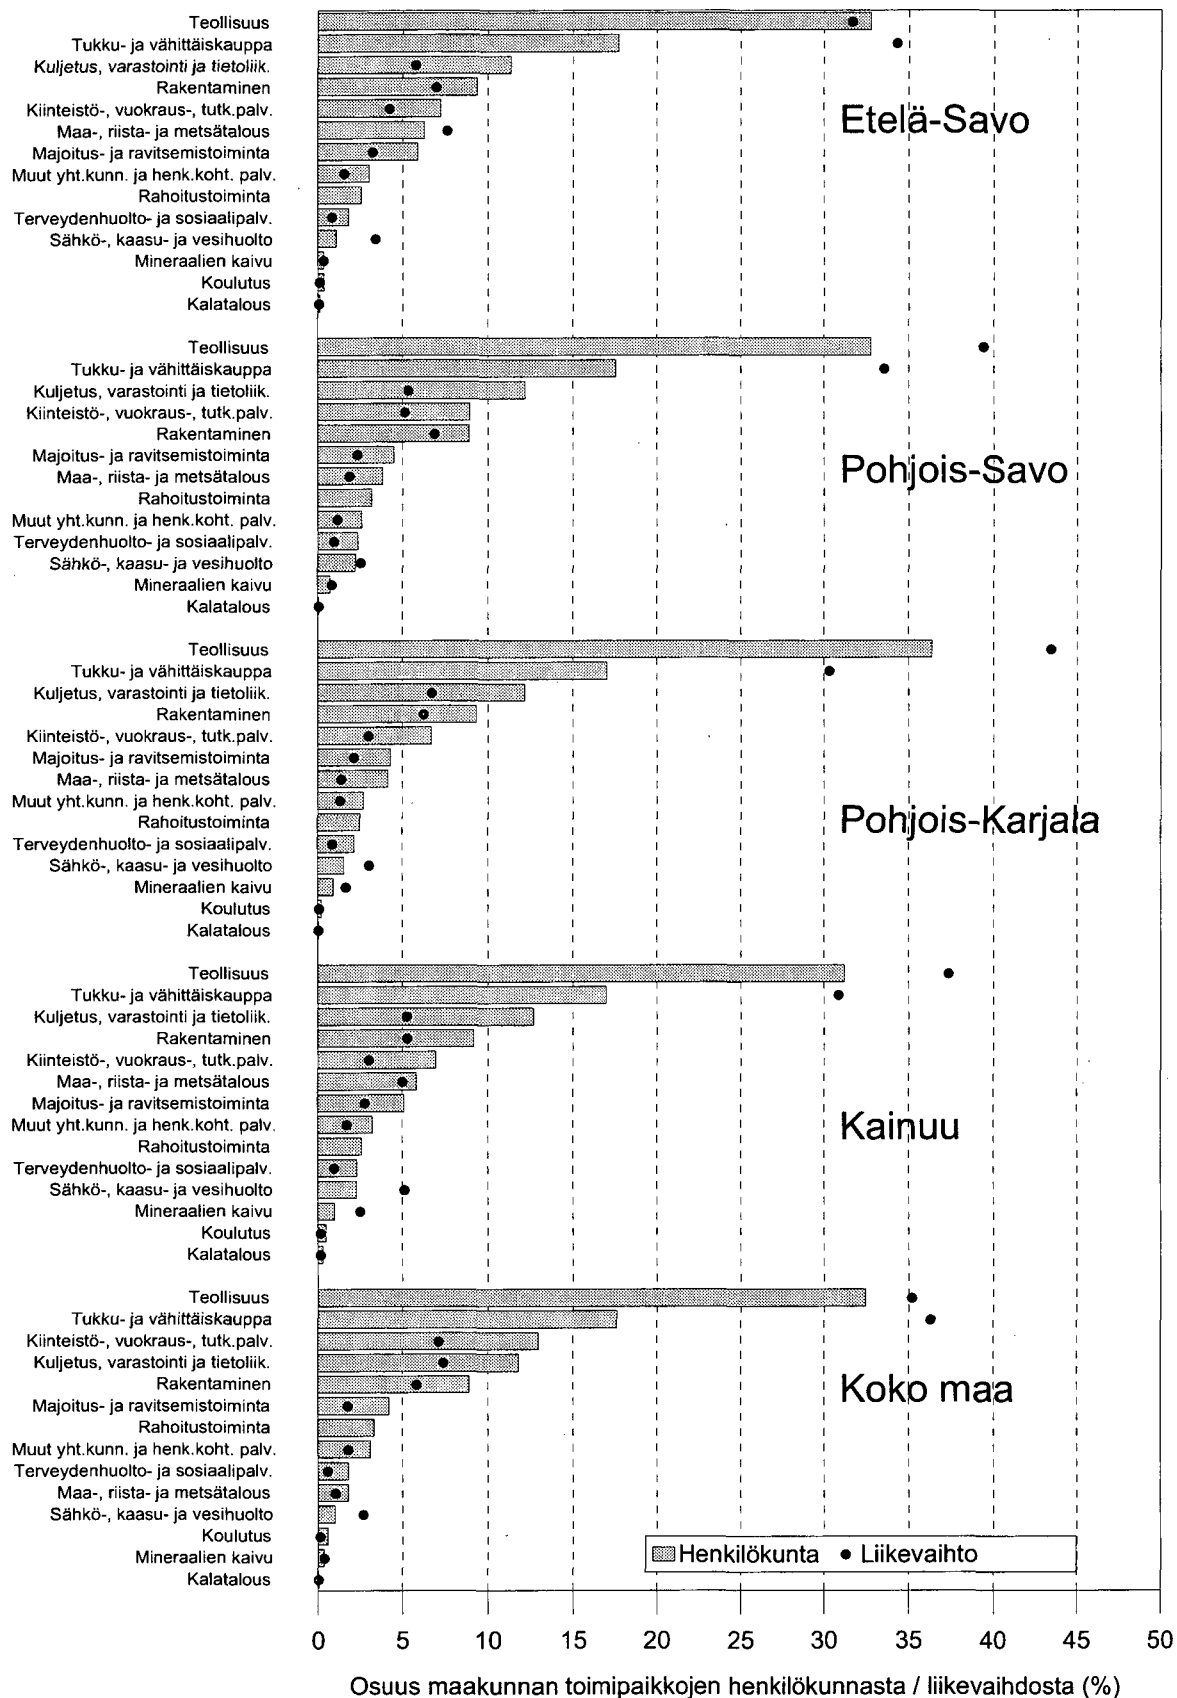 Teollisuus
Tukku- ja vähittäiskauppa
Kuljetus, varastointi ja tietoliik.
Rakentaminen
Kiinteistö-, vuokraus-, tutk.palv.
Maa-, riista- ja metsätalous
Majoitus- ja ravitsemistoiminta
Muut yht.kunn. ja henk.koht. palv.
Rahoitustoiminta
Terveydenhuolto- ja sosiaalipalv.
Sähkö-, kaasu- ja vesihuolto
Mineraalien kaivu
Koulutus
Kalatalous
Etelä-Savo
Teollisuus
Tukku- ja vähittäiskauppa
Kuljetus, varastointi ja tietoliik.
Kiinteistö-, vuokraus-, tutk.palv.
Rakentaminen
Majoitus- ja ravitsemistoiminta
Maa-, riista- ja metsätalous
Rahoitustoiminta
Muut yht.kunn. ja henk.koht. palv.
Terveydenhuolto- ja sosiaalipalv.
Sähkö-, kaasu- ja vesihuolto
Mineraalien kaivu
Kalatalous
Pohjois-Savo
Teollisuus
Tukku- ja vähittäiskauppa
Kuljetus, varastointi ja tietoliik.
Rakentaminen
Kiinteistö-, vuokraus-, tutk.palv.
Majoitus- ja ravitsemistoiminta
Maa-, riista- ja metsätalous
Muut yht.kunn. ja henk.koht. palv.
Rahoitustoiminta
Terveydenhuolto- ja sosiaalipalv.
Sähkö-, kaasu- ja vesihuolto
Mineraalien kaivu
Koulutus
Kalatalous
Pohjois-Karjala
Teollisuus
Tukku- ja vähittäiskauppa
Kuljetus, varastointi ja tietoliik.
Rakentaminen
Kiinteistö-, vuokraus-, tutk.palv.
Maa-, riista- ja metsätalous
Majoitus- ja ravitsemistoiminta
Muut yht.kunn. ja henk.koht. palv.
Rahoitustoiminta
Terveydenhuolto- ja sosiaalipalv.
Sähkö-, kaasu- ja vesihuolto
Mineraalien kaivu
Koulutus
Kalatalous
Kainuu
Teollisuus
Tukku- ja vähittäiskauppa
Kiinteistö-, vuokraus-, tutk.palv.
Kuljetus, varastointi ja tietoliik.
Rakentaminen
Majoitus- ja ravitsemistoiminta
Rahoitustoiminta
Muut yht.kunn. ja henk.koht. palv.
Terveydenhuolto- ja sosiaalipalv.
Maa-, riista- ja metsätalous
Sähkö-, kaasu- ja vesihuolto
Koulutus
Mineraalien kaivu
Kalatalous
Koko maa
Henkilökunta Liikevaihto
0 5 10 15 20 25 30 35 40 45 50
Osuus maakunnan toimipaikkojen henkilökunnasta / liikevaihdosta (%)